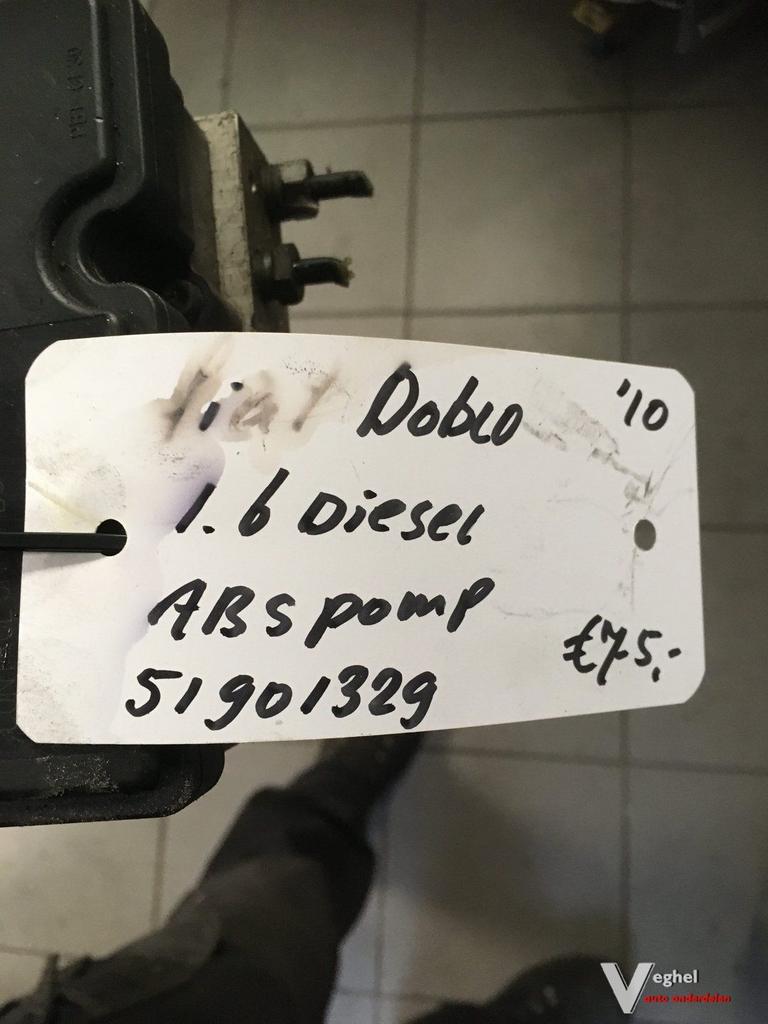 fiat Doblo '10
1.6 Diesel
ABS pomp
51901329
€75,-
Veghel
auto onderdelen